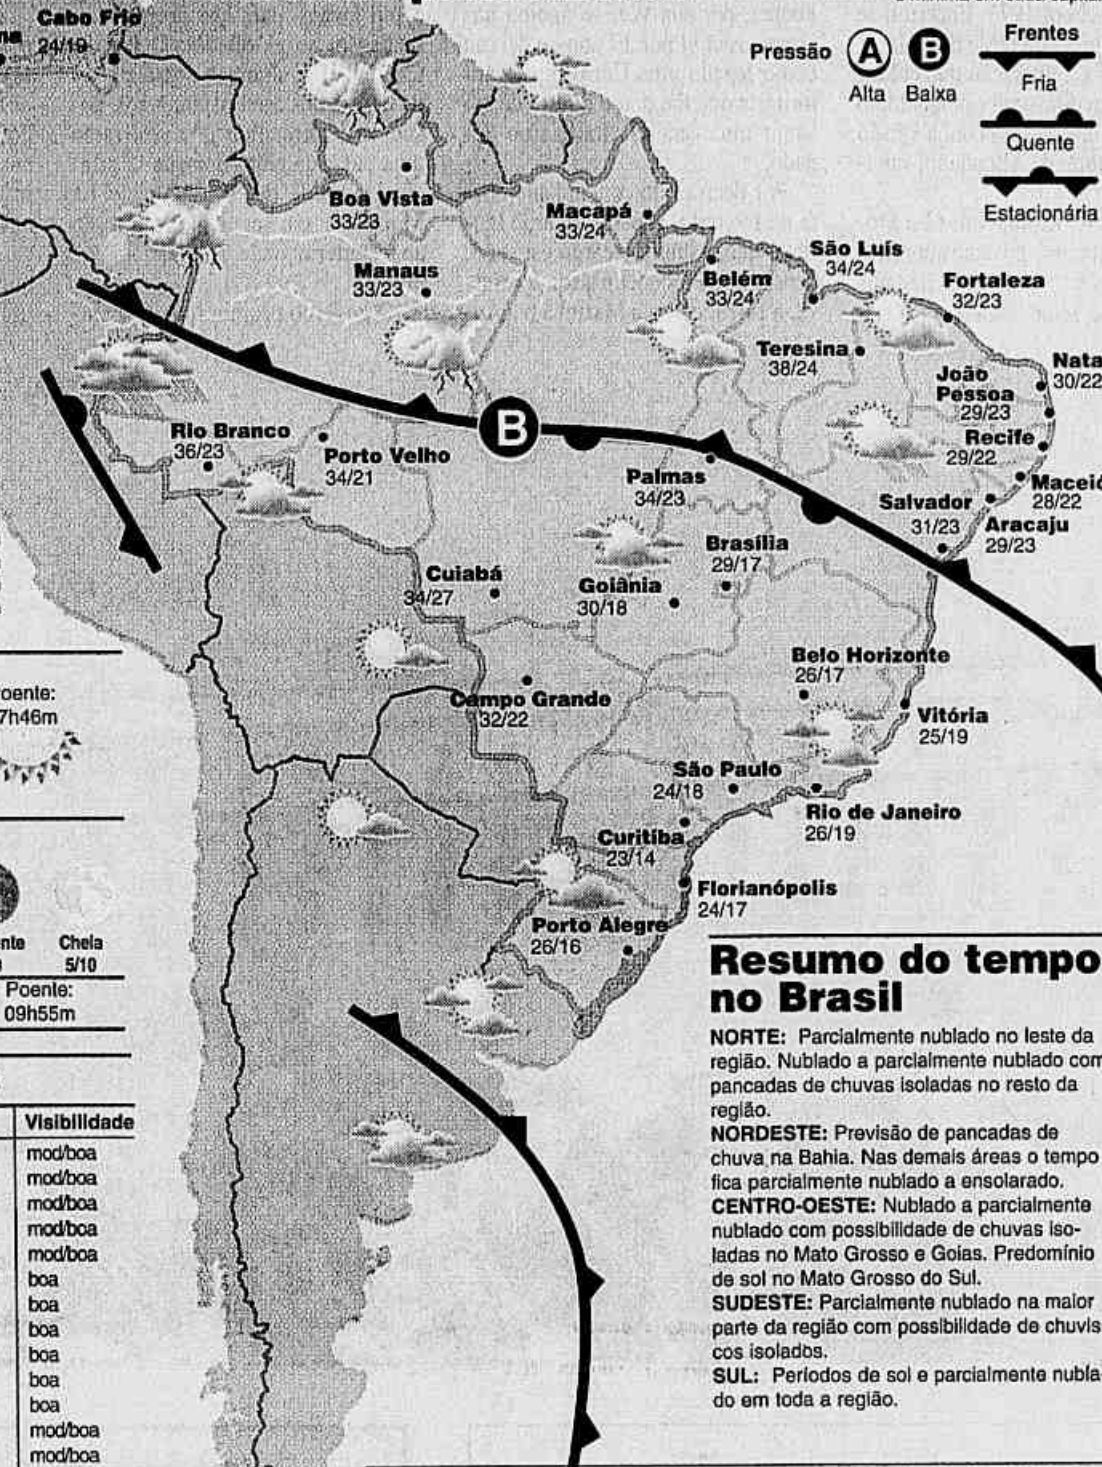 Cabo Frio
24/19
Pressão
A
B
Alta
Baixa
Frentes
Fria
Quente
Estacionária
Boa Vista
33/23
Macapá
33/24
Manaus
33/23
Belém
33/24
São Luís
34/24
Fortaleza
32/23
Teresina
38/24
Nata
30/22
João
Pessoa
29/23
Recife
29/22
Maceió
28/22
Aracaju
29/23
Salvador
31/23
B
Rio Branco
36/23
Porto Velho
34/21
Palmas
34/23
Brasília
29/17
Goiânia
30/18
Cuiabá
34/27
Campo Grande
32/22
Belo Horizonte
26/17
Vitória
25/19
São Paulo
24/18
Rio de Janeiro
26/19
Curitiba
23/14
Florianópolis
24/17
Porto Alegre
26/16
oente:
7h46m
nte
Cheia
5/10
Poente:
09h55m
Visibilidade
mod/boa
mod/boa
mod/boa
mod/boa
mod/boa
boa
boa
boa
boa
boa
boa
mod/boa
mod/boa
Resumo do tempo
no Brasil
NORTE: Parcialmente nublado no leste da
região. Nublado a parcialmente nublado com
pancadas de chuvas isoladas no resto da
região.
NORDESTE: Previsão de pancadas de
chuva na Bahia. Nas demais áreas o tempo
fica parcialmente nublado a ensolarado.
CENTRO-OESTE: Nublado a parcialmente
nublado com possibilidade de chuvas iso-
ladas no Mato Grosso e Goias. Predomínio
de sol no Mato Grosso do Sul.
SUDESTE: Parcialmente nublado na maior
parte da região com possibilidade de chuvis
cos isolados.
SUL: Períodos de sol e parcialmente nubla-
do em toda a região.